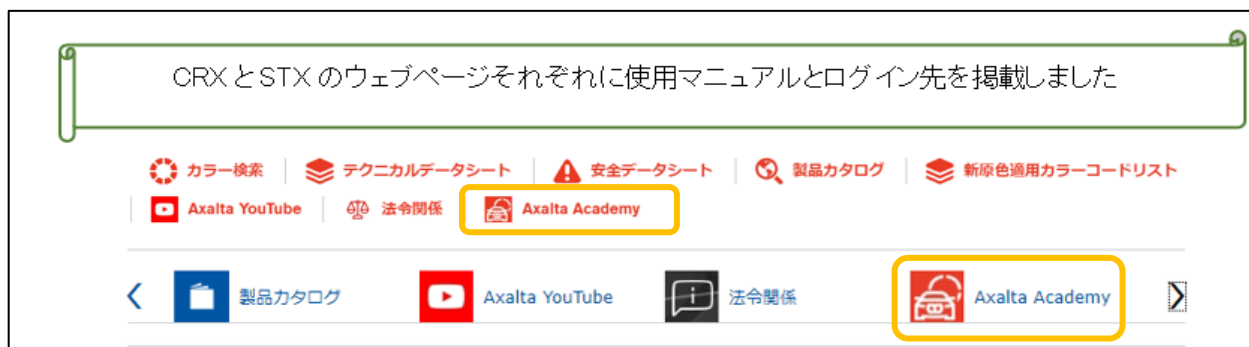 CRXとSTXのウェブページそれぞれに使用マニュアルとログイン先を掲載しました
カラー検索 テクニカルデータシート 安全データシート 製品カタログ 新原色適用カラーコードリスト
Axalta YouTube 法令関係 Axalta Academy
製品カタログ Axalta YouTube 法令関係 Axalta Academy